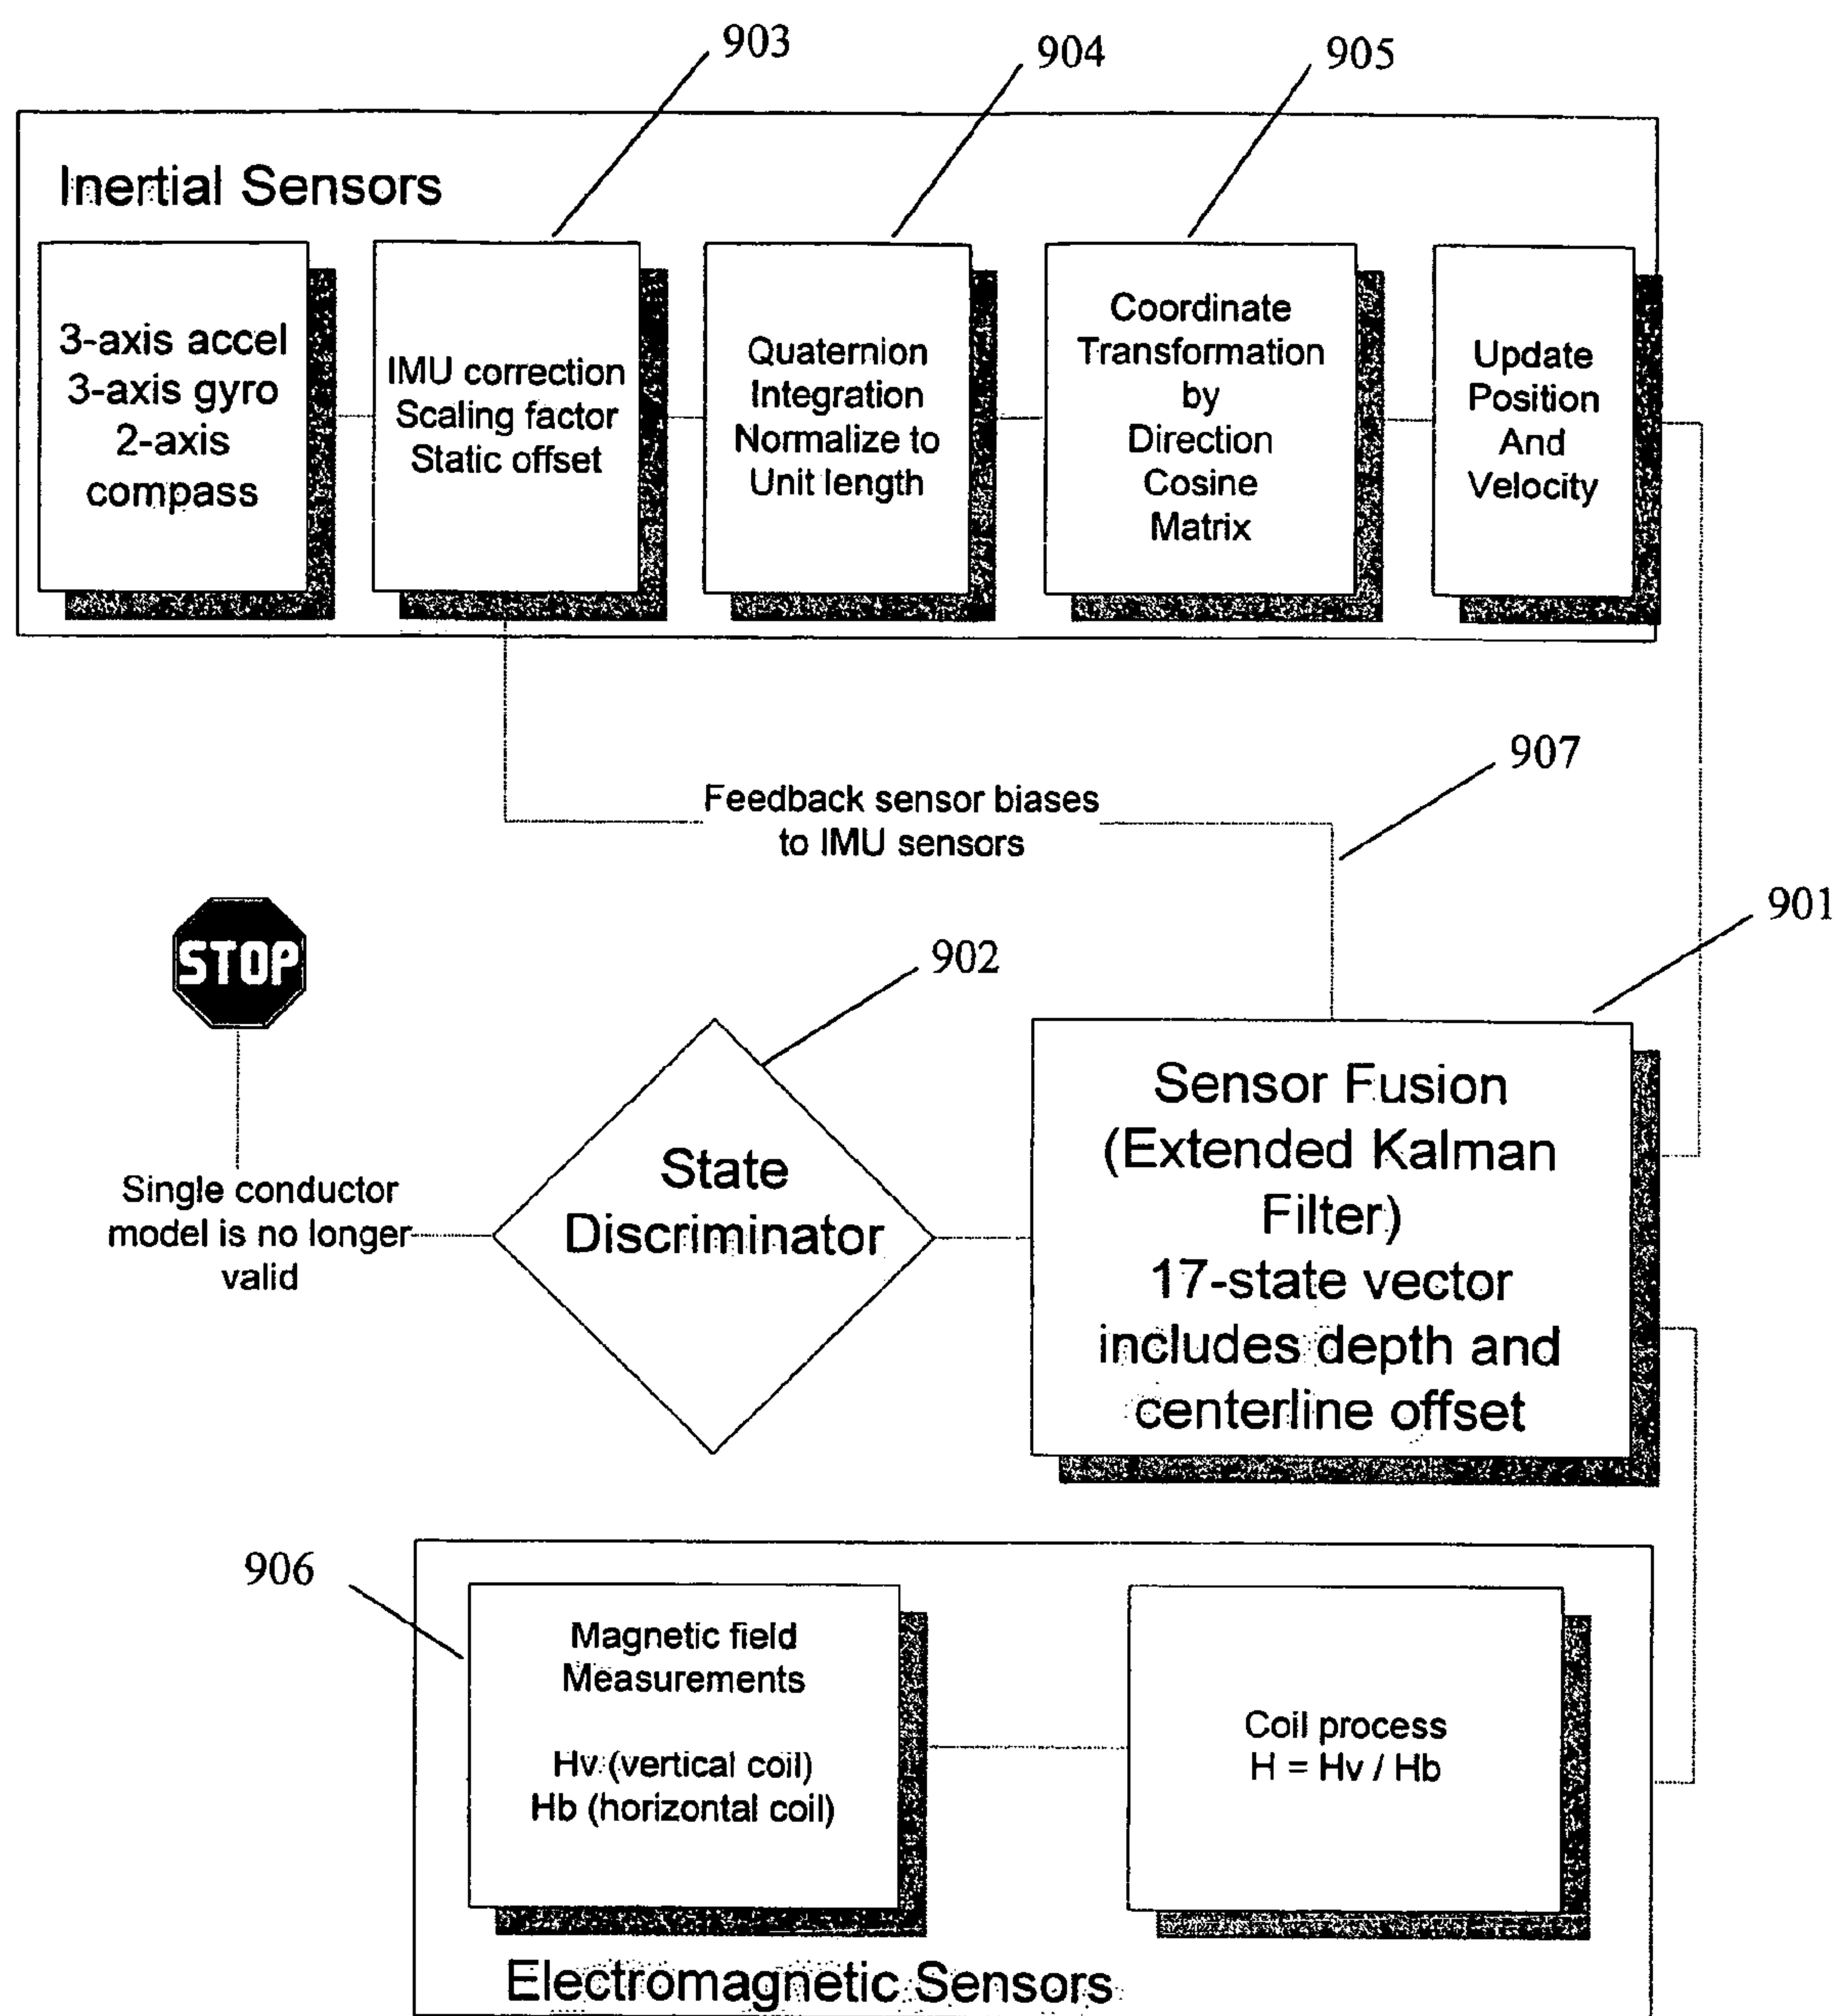 903
904
905
Inertial Sensors
3-axis accel
3-axis gyro
2-axis
compass
IMU correction
Scaling factor
Static offset
Quaternion
Integration
Normalize to
Unit length
Coordinate
Transformation
by
Direction
Cosine
Matrix
Update
Position
And
Velocity
907
Feedback sensor biases
to IMU sensors
901
STOP
902
Single conductor
model is no longer
valid
State
Discriminator
Sensor Fusion
(Extended Kalman
Filter)
17-state vector
includes depth and
centerline offset
906
Magnetic field
Measurements
Hv (vertical coil)
Hb (horizontal coil)
Coil process
H = Hv / Hb
Electromagnetic Sensors